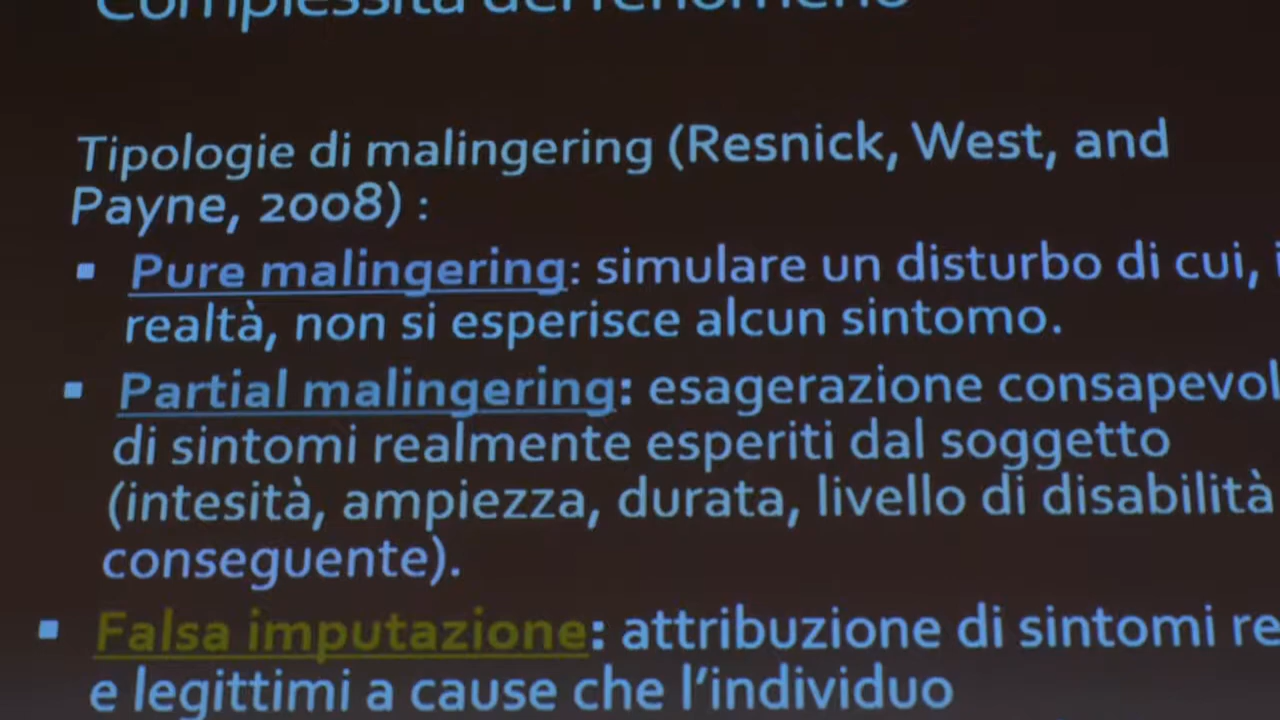 Complessità del fenomeno
Tipologie di malingering (Resnick, West, and
Payne, 2008) :
▪ Pure malingering: simulare un disturbo di cui,
realtà, non si esperisce alcun sintomo.
▪ Partial malingering: esagerazione consapevol
di sintomi realmente esperiti dal soggetto
(intesità, ampiezza, durata, livello di disabilità
conseguente).
▪ Falsa imputazione: attribuzione di sintomi re
e legittimi a cause che l'individuo